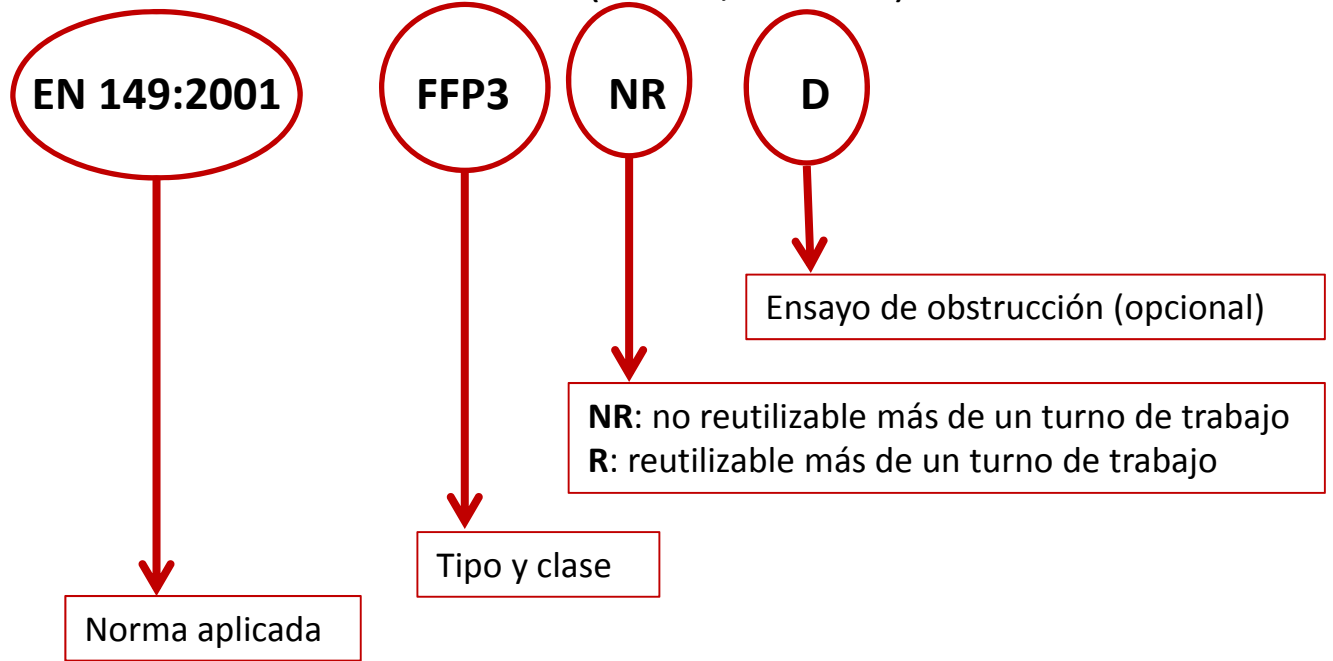 EN 149:2001 FFP3 NR D
Ensayo de obstrucción (opcional)
NR: no reutilizable más de un turno de trabajo
R: reutilizable más de un turno de trabajo
Tipo y clase
Norma aplicada